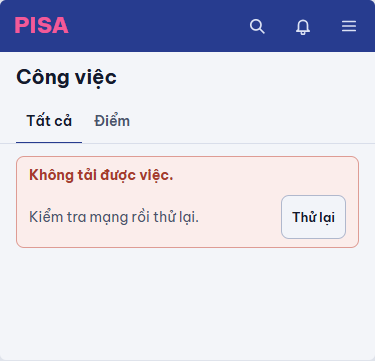 PISA
Công việc
Tất cả
Điểm
Không tải được việc.
Kiểm tra mạng rồi thử lại.
Thử lại